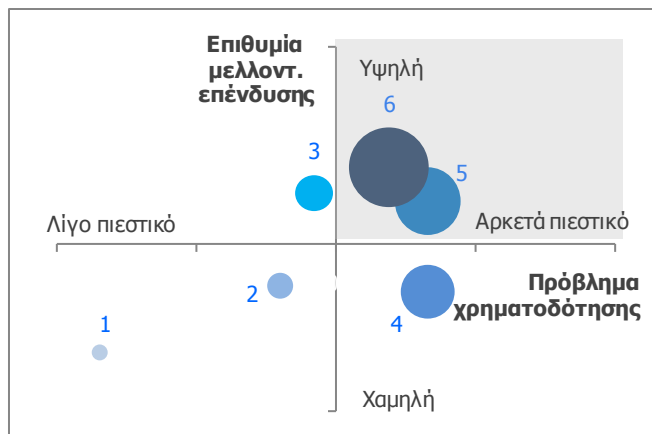 Επιθυμία
μελλοντ.
επένδυσης
Υψηλή
6
3
5
Λίγο πιεστικό
Αρκετά πιεστικό
Πρόβλημα
χρηματοδότησης
2
4
1
Χαμηλή